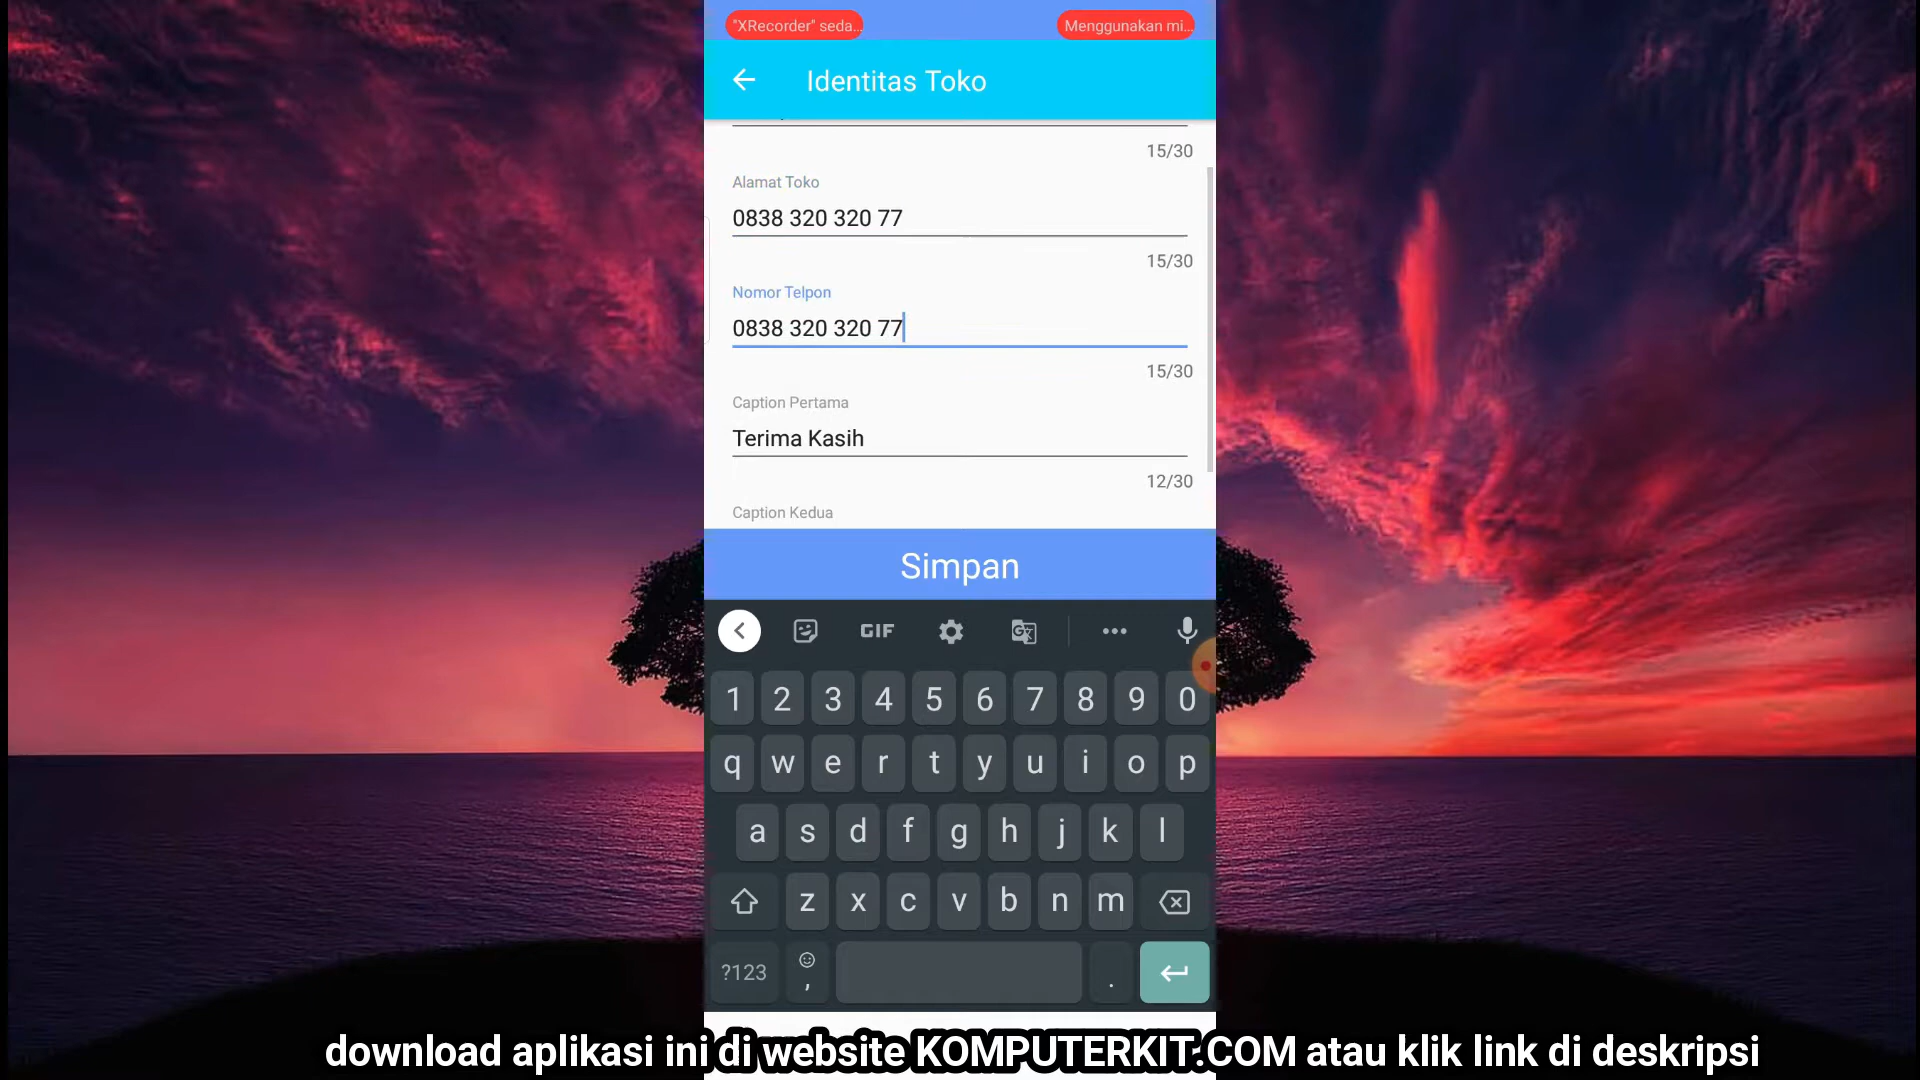 "XRecorder" seda...
Menggunakan mi...
Identitas Toko
15/30
Alamat Toko
0838 320 320 77
15/30
Nomor Telpon
0838 320 320 77
15/30
Caption Pertama
Terima Kasih
12/30
Caption Kedua
Simpan
GIF
1 2 3 4 5 6 7 8 9 0
q w e r t y u i o p
a s d f g h j k l
z x c v b n m
?123 , .
download aplikasi ini di website KOMPUTERKIT.COM atau klik link di deskripsi